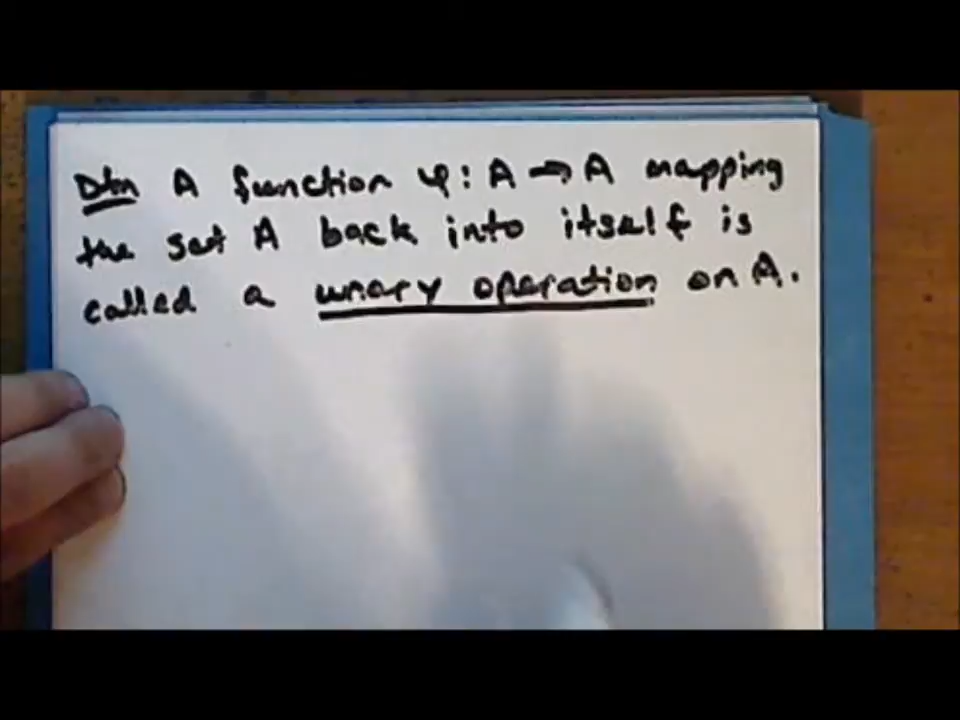 Dfn A function φ: A → A mapping
the set A back into itself is
called a unary operation on A.